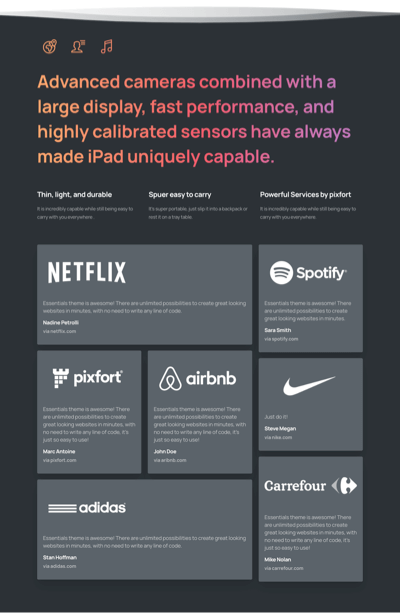 Advanced cameras combined with a
large display, fast performance, and
highly calibrated sensors have always
made iPad uniquely capable.
Thin, light, and durable
It is incredibly capable while still being easy to
carry with you everywhere.
Spuer easy to carry
It's super portable, just slip it into a backpack or
rest it on a tray table.
Powerful Services by pixfort
It is incredibly capable while still being easy to
carry with you everywhere.
NETFLIX
Essentials theme is awesome! There are unlimited possibilities to create great looking
websites in minutes, with no need to write any line of code.
Nadine Petrolli
via netflix.com
Spotify
Essentials theme is awesome! There
are unlimited possibilities to create
great looking websites in minutes
Sara Smith
via spotify.com
pixfort
Essentials theme is awesome! There
are unlimited possibilities to create
great looking websites in minutes, with
no need to write any line of code, it's
just so easy to use!
Marc Antoine
via pixfort.com
airbnb
Essentials theme is awesome! There
are unlimited possibilities to create
great looking websites in minutes, with
no need to write any line of code, it's
just so easy to use!
John Doe
via airbnb.com
Just do it!
Steve Megan
via nike.com
adidas
Essentials theme is awesome! There are unlimited possibilities to create great looking
websites in minutes, with no need to write any line of code.
Stan Hoffman
via adidas.com
Carrefour
Essentials theme is awesome! There
are unlimited possibilities to create
great looking websites in minutes, with
no need to write any line of code, it's
just so easy to use!
Mike Nolan
via carrefour.com